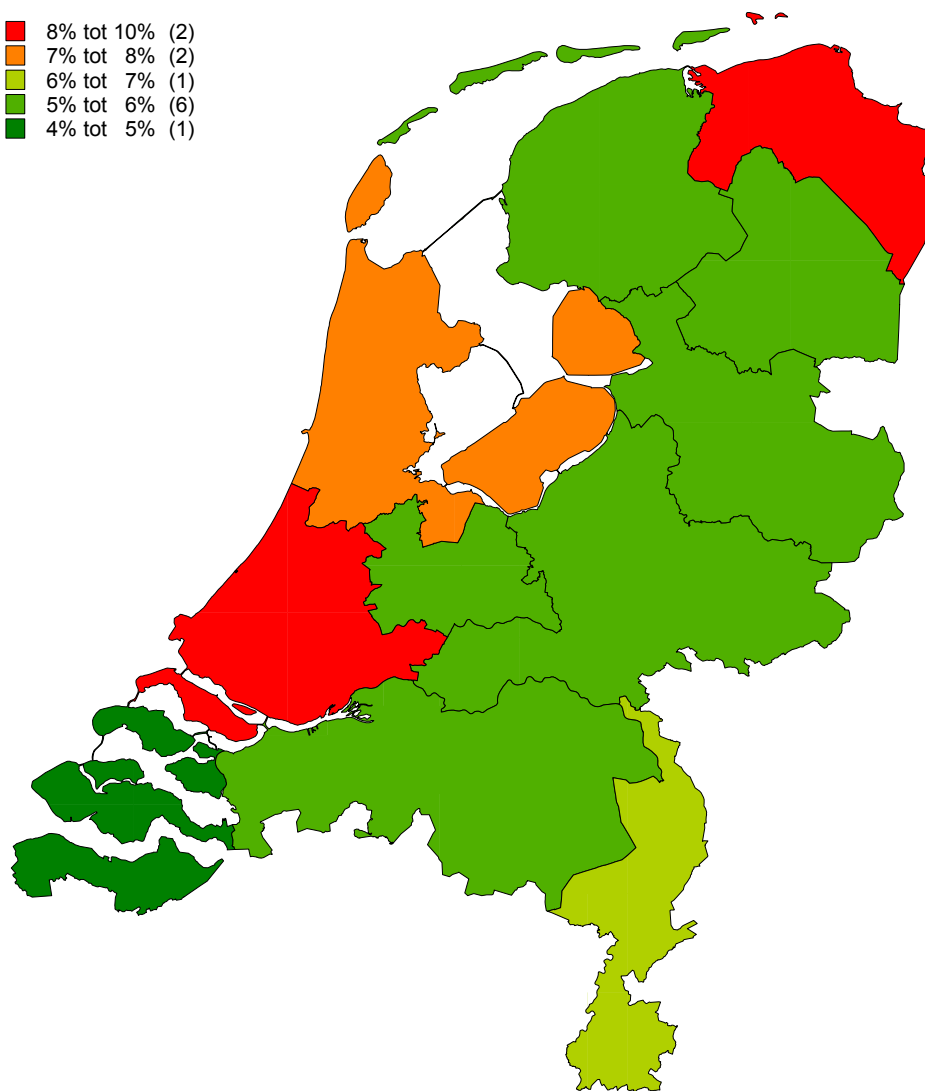 8% tot 10% (2)
7% tot 8% (2)
6% tot 7% (1)
5% tot 6% (6)
4% tot 5% (1)